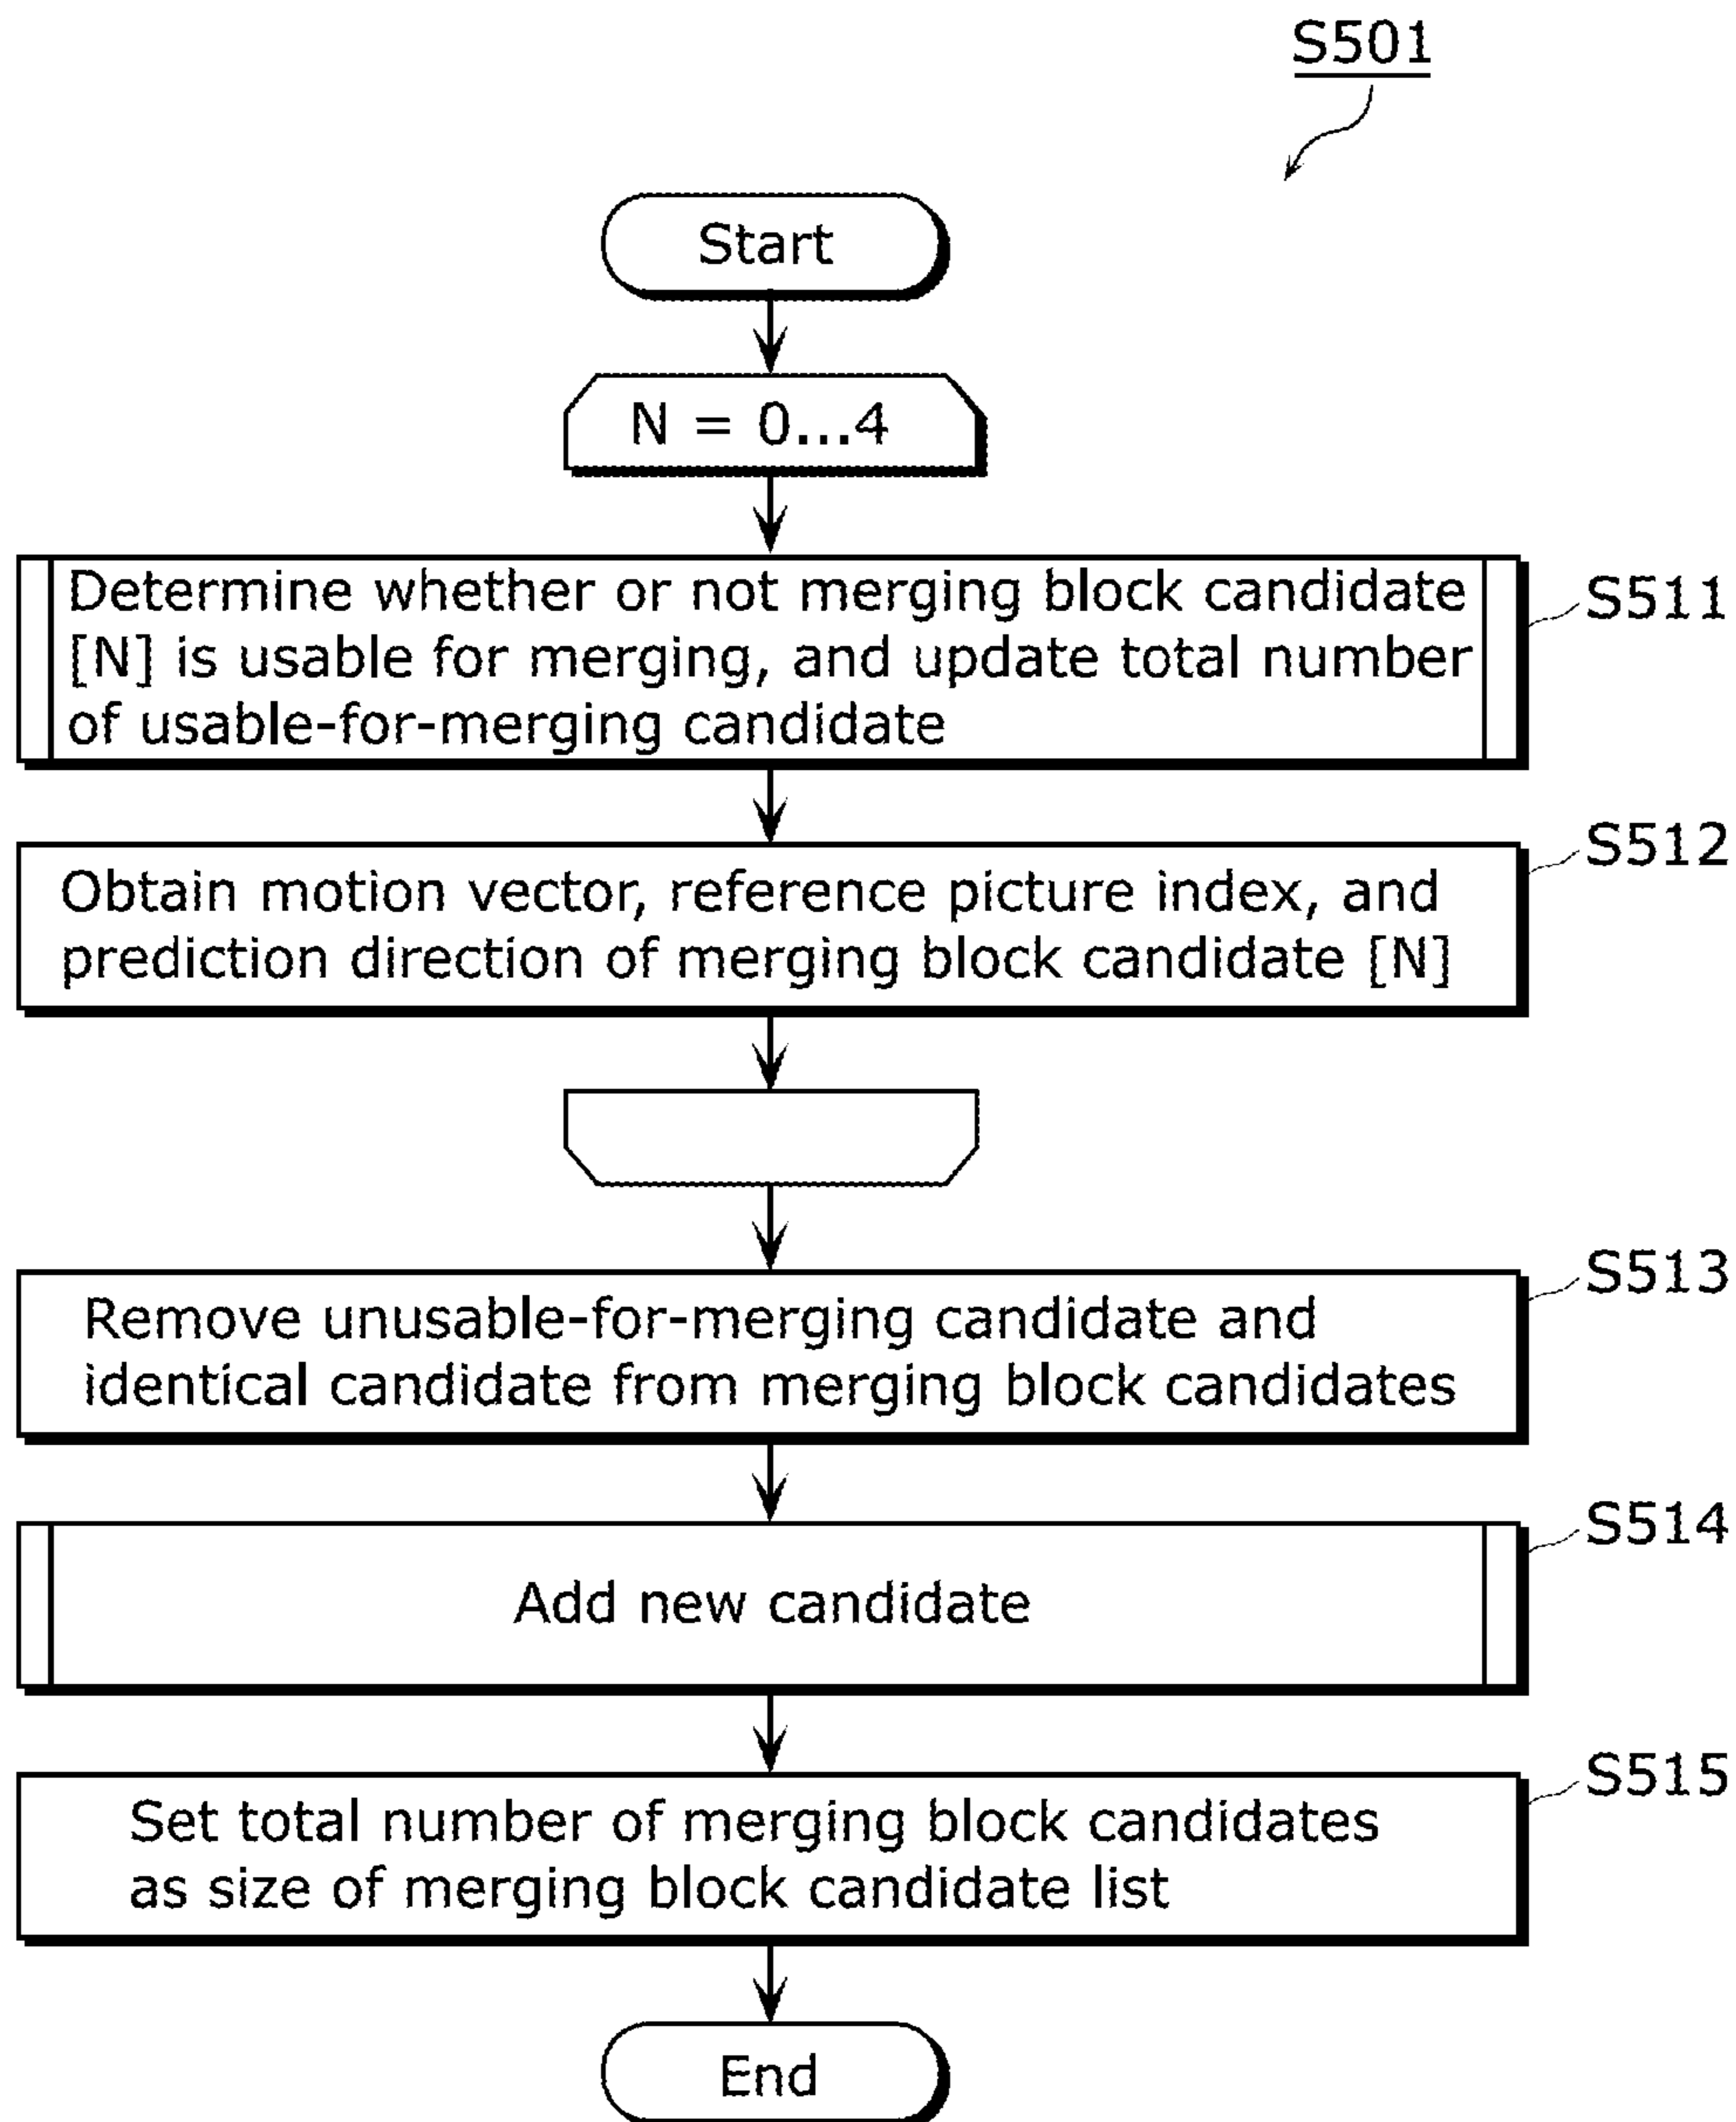 S501
Start
N = 0...4
Determine whether or not merging block candidate
[N] is usable for merging, and update total number
of usable-for-merging candidate
S511
S512
Obtain motion vector, reference picture index, and
prediction direction of merging block candidate [N]
S513
Remove unusable-for-merging candidate and
identical candidate from merging block candidates
S514
Add new candidate
S515
Set total number of merging block candidates
as size of merging block candidate list
End